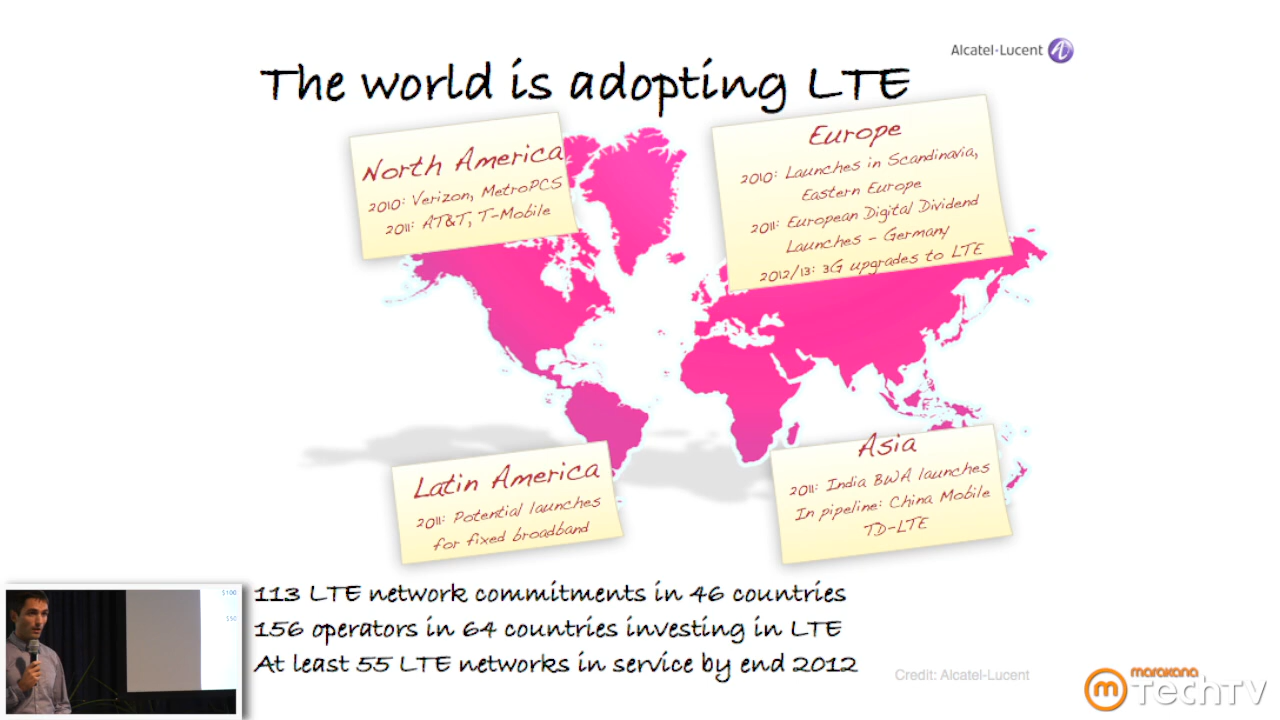 Alcatel·Lucent
The world is adopting LTE
North America
2010: Verizon, MetroPCS
2011: AT&T, T-Mobile
Europe
2010: Launches in Scandinavia,
Eastern Europe
2011: European Digital Dividend
Launches – Germany
2012/13: 3G upgrades to LTE
Latin America
2011: Potential launches
for fixed broadband
Asia
2011: India BWA launches
In pipeline: China Mobile
TD-LTE
$100
$50
113 LTE network commitments in 46 countries
156 operators in 64 countries investing in LTE
At least 55 LTE networks in service by end 2012
Credit: Alcatel-Lucent
marakana
TechTV